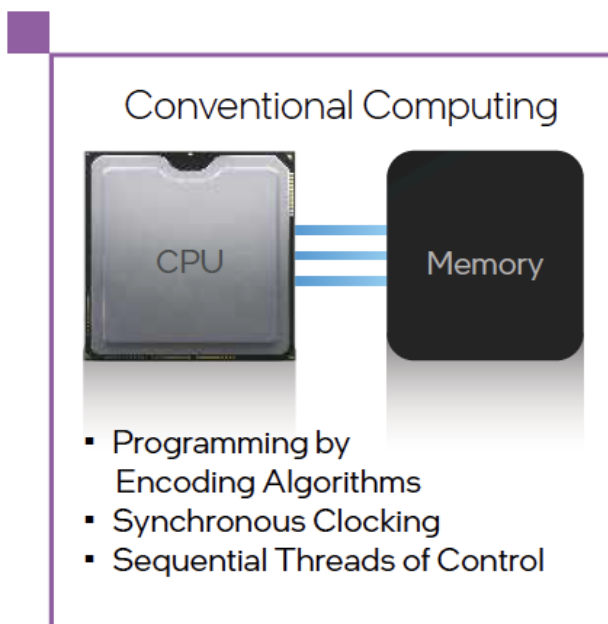 Conventional Computing
CPU
Memory
▪ Programming by
Encoding Algorithms
▪ Synchronous Clocking
▪ Sequential Threads of Control